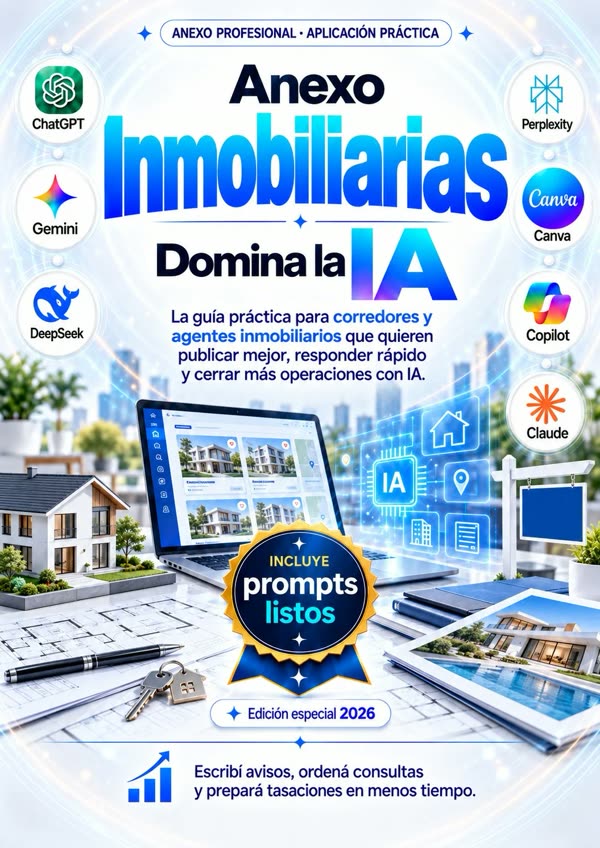 ANEXO PROFESIONAL · APLICACIÓN PRÁCTICA
Anexo
Inmobiliarias
Domina la IA
ChatGPT
Gemini
DeepSeek
Perplexity
Canva
Canva
Copilot
Claude
La guía práctica para corredores y
agentes inmobiliarios que quieren
publicar mejor, responder rápido
y cerrar más operaciones con IA.
IA
INCLUYE
prompts
listos
Edición especial 2026
Escribí avisos, ordená consultas
y prepará tasaciones en menos tiempo.